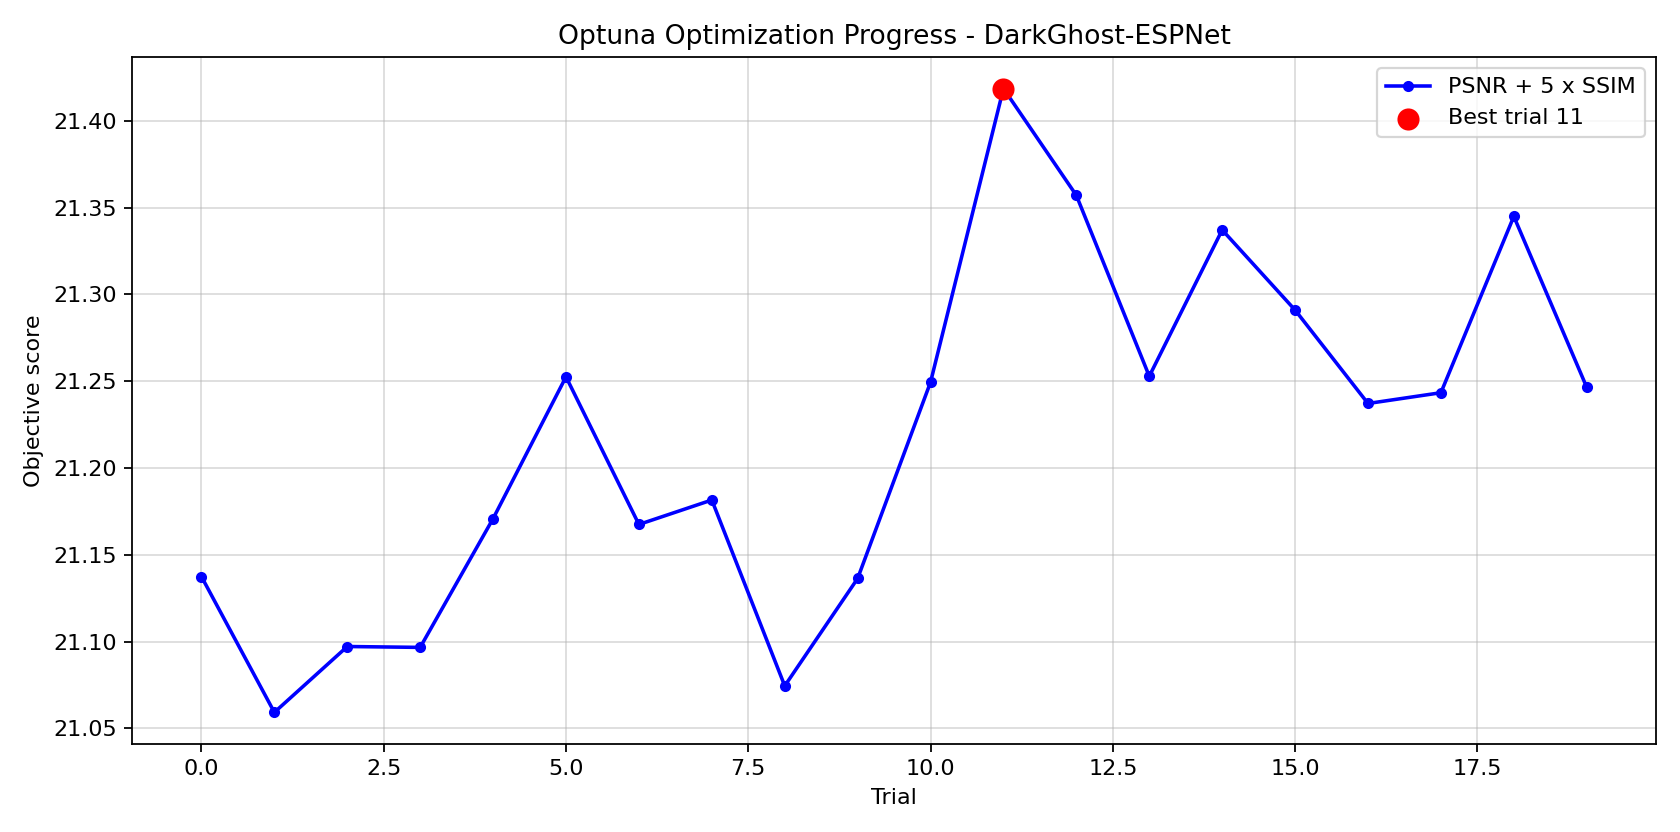 Optuna Optimization Progress - DarkGhost-ESPNet
PSNR + 5 x SSIM
Best trial 11
Objective score
21.40
21.35
21.30
21.25
21.20
21.15
21.10
21.05
0.0 2.5 5.0 7.5 10.0 12.5 15.0 17.5
Trial